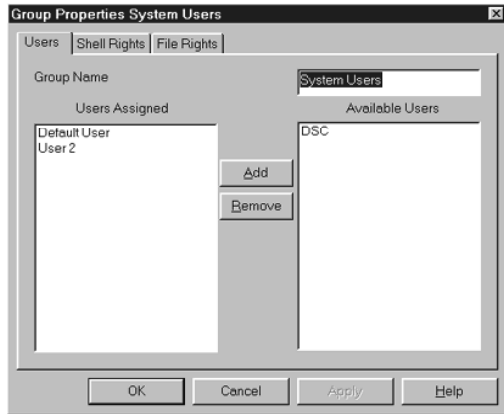 Group Properties System Users
Users Shell Rights File Rights
Group Name System Users
Users Assigned Available Users
Default User DSC
User 2
Add
Remove
OK Cancel Apply Help